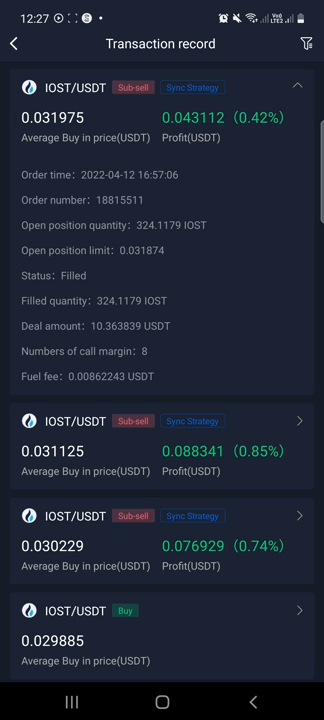 12:27
Transaction record
IOST/USDT Sub-sell Sync Strategy
0.031975 0.043112 (0.42%)
Average Buy in price(USDT) Profit(USDT)
Order time: 2022-04-12 16:57:06
Order number: 18815511
Open position quantity: 324.1179 IOST
Open position limit: 0.031874
Status: Filled
Filled quantity: 324.1179 IOST
Deal amount: 10.363839 USDT
Numbers of call margin: 8
Fuel fee: 0.00862243 USDT
IOST/USDT Sub-sell Sync Strategy
0.031125 0.088341 (0.85%)
Average Buy in price(USDT) Profit(USDT)
IOST/USDT Sub-sell Sync Strategy
0.030229 0.076929 (0.74%)
Average Buy in price(USDT) Profit(USDT)
IOST/USDT Buy
0.029885
Average Buy in price(USDT)